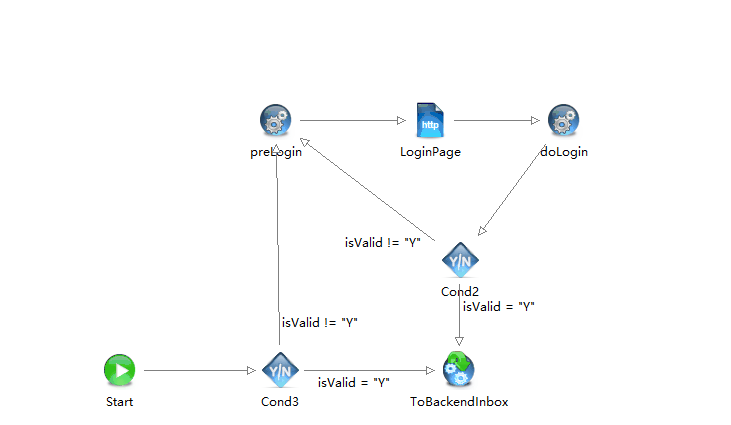 http
preLogin
LoginPage
doLogin
isValid != "Y"
Y/N
Cond2
isValid = "Y"
isValid != "Y"
Y/N
isValid = "Y"
Start
Cond3
ToBackendInbox